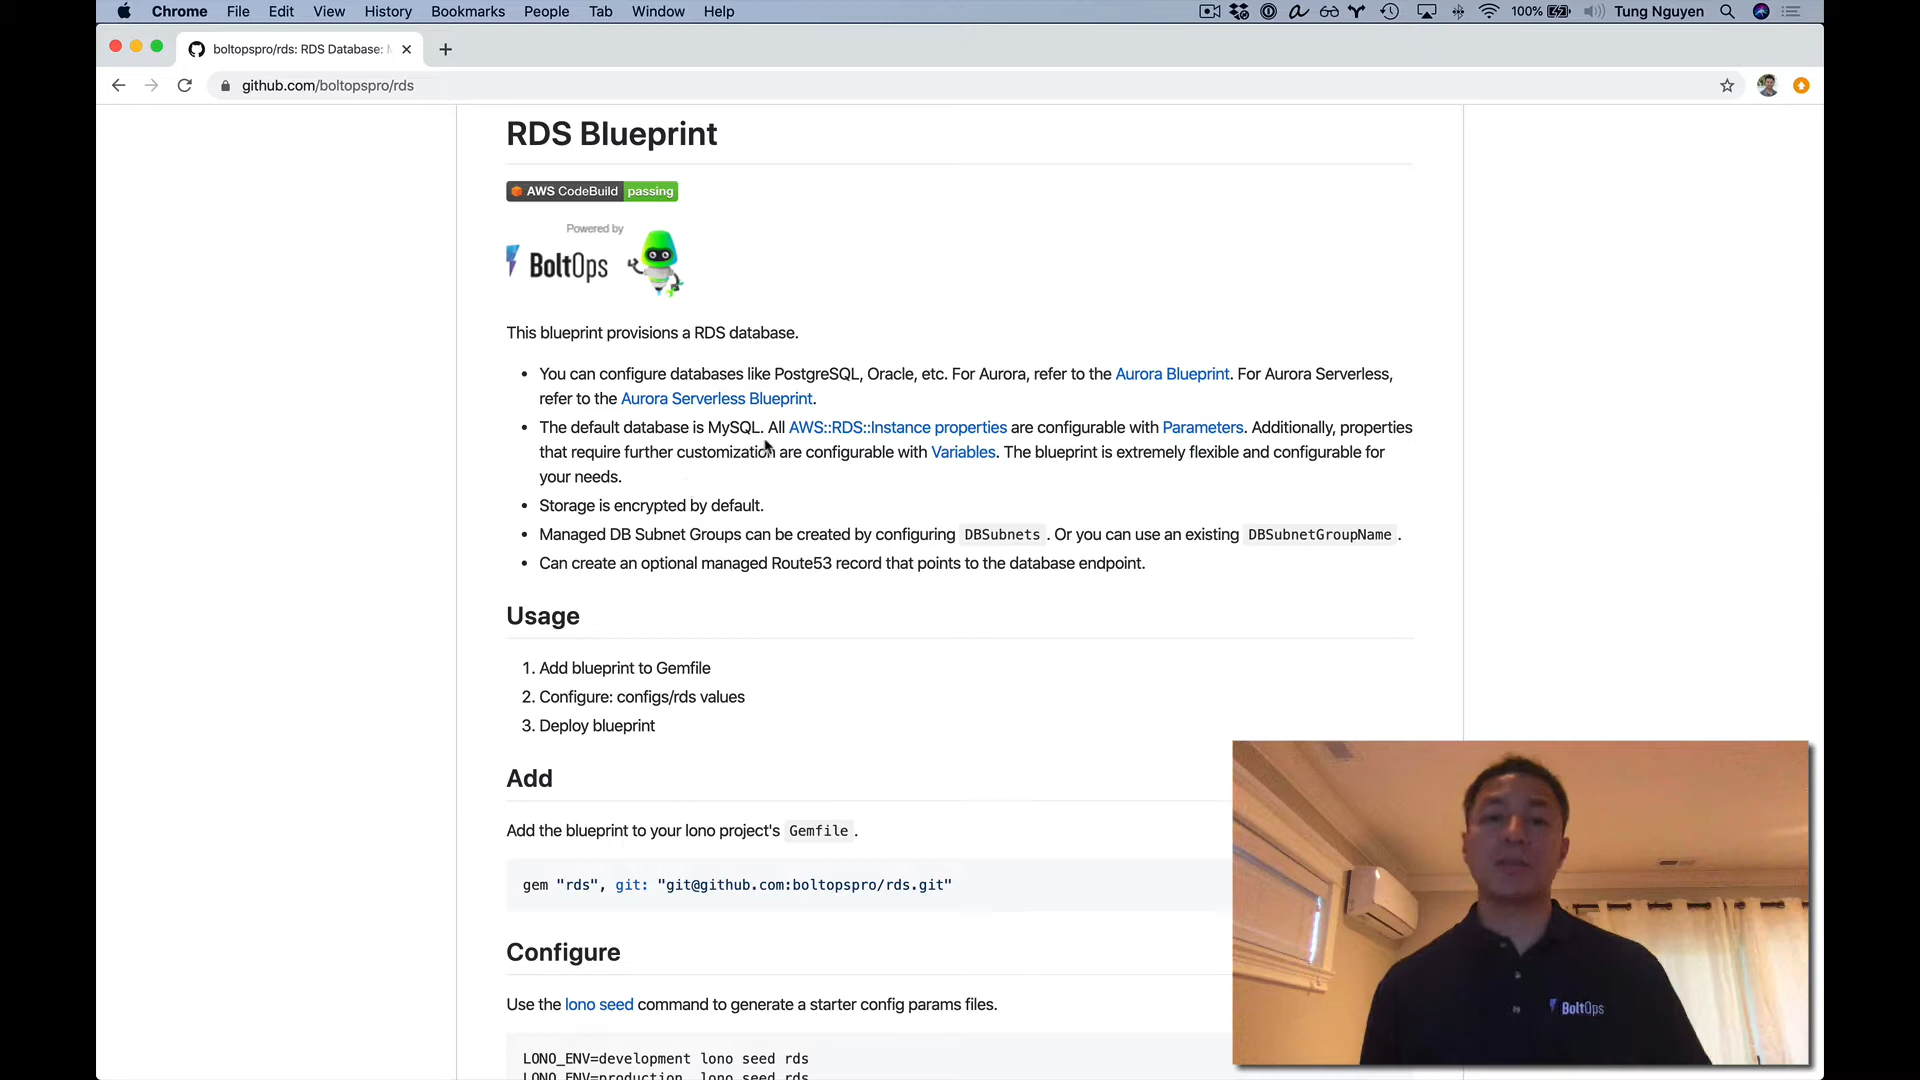 Chrome File Edit View History Bookmarks People Tab Window Help 100% Tung Nguyen
boltopspro/rds: RDS Database:
github.com/boltopspro/rds
RDS Blueprint
AWS CodeBuild passing
Powered by
BoltOps
This blueprint provisions a RDS database.
• You can configure databases like PostgreSQL, Oracle, etc. For Aurora, refer to the Aurora Blueprint. For Aurora Serverless,
refer to the Aurora Serverless Blueprint.
• The default database is MySQL. All AWS::RDS::Instance properties are configurable with Parameters. Additionally, properties
that require further customization are configurable with Variables. The blueprint is extremely flexible and configurable for
your needs.
• Storage is encrypted by default.
• Managed DB Subnet Groups can be created by configuring DBSubnets . Or you can use an existing DBSubnetGroupName .
• Can create an optional managed Route53 record that points to the database endpoint.
Usage
1. Add blueprint to Gemfile
2. Configure: configs/rds values
3. Deploy blueprint
Add
Add the blueprint to your lono project's Gemfile .
gem "rds", git: "git@github.com:boltopspro/rds.git"
Configure
Use the lono seed command to generate a starter config params files.
LONO_ENV=development lono seed rds
LONO_ENV=production lono seed rds
BoltOps